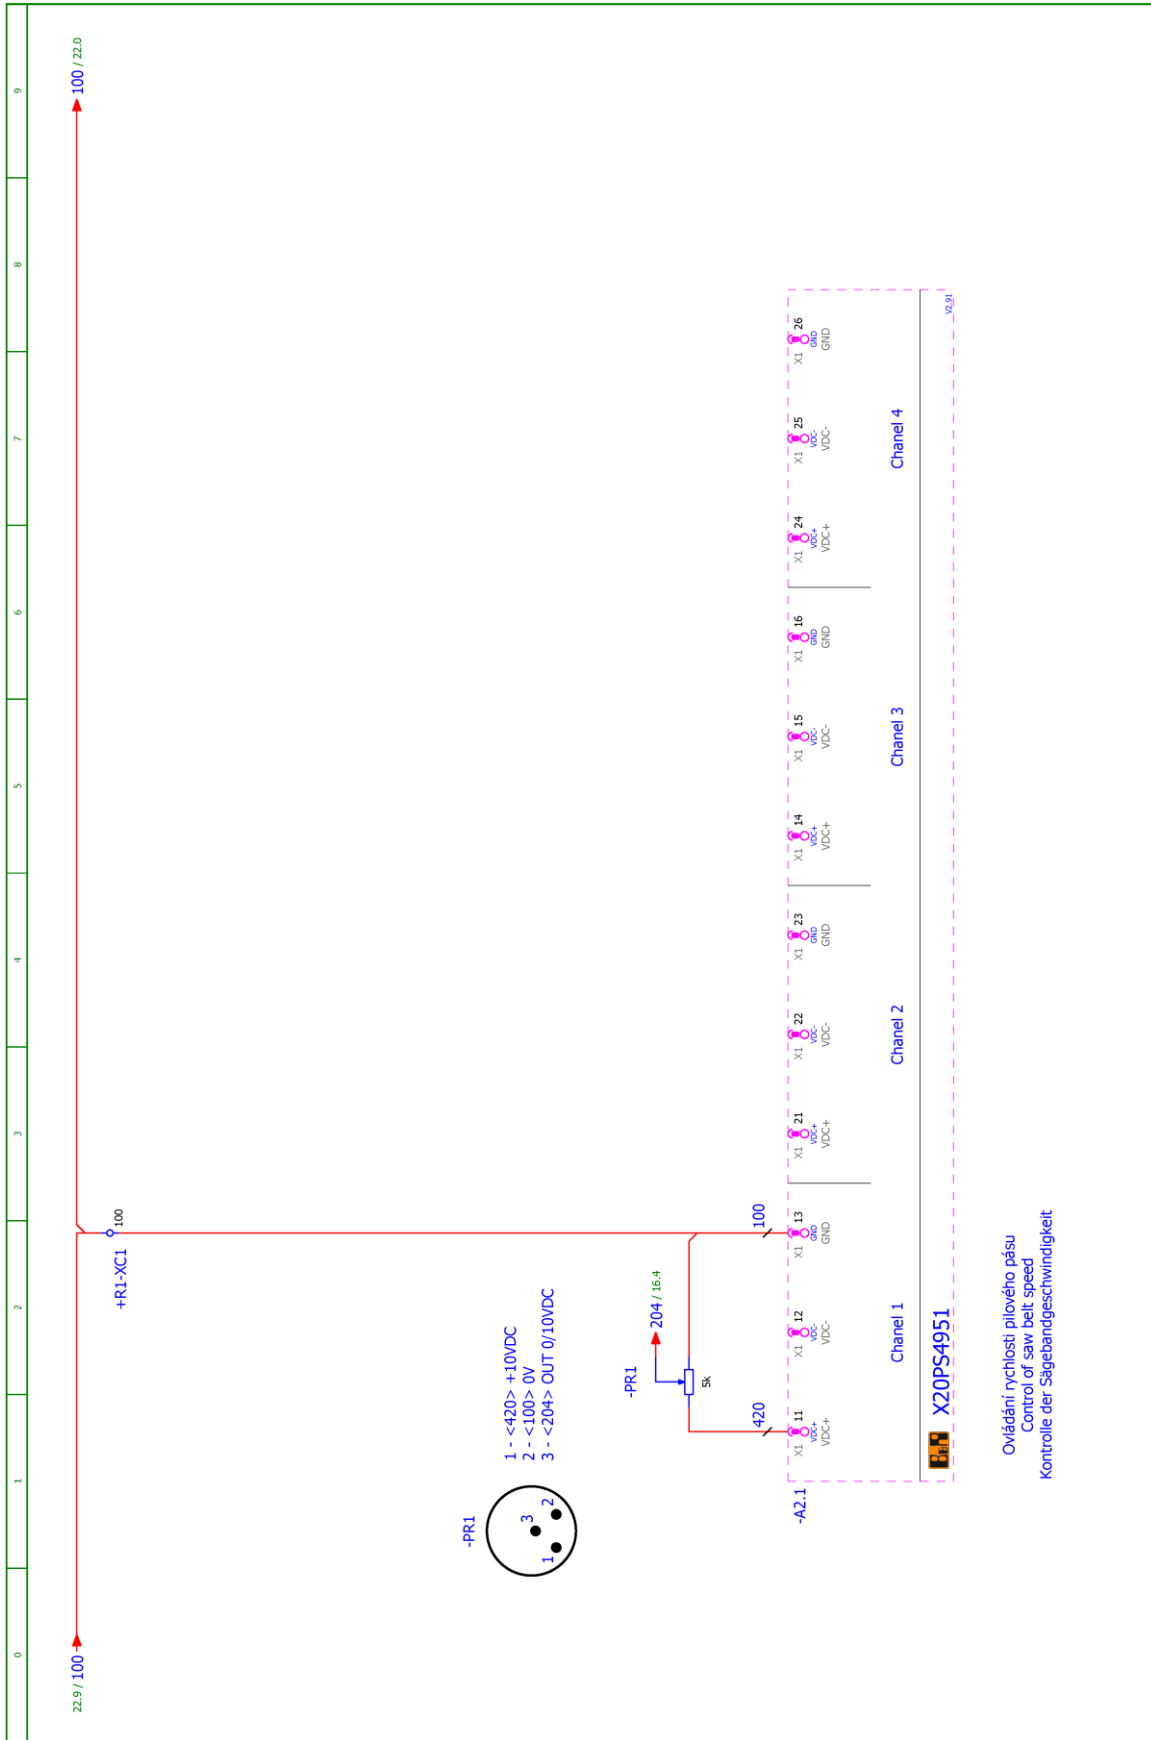 0
1
2
3
4
5
6
7
8
9
22.9 / 100
100 / 22.0
+R1-XC1
100
-PR1
1
2
3
1 - <420> +10VDC
2 - <100> 0V
3 - <204> OUT 0/10VDC
-PR1
204 / 16.4
5k
420
100
-A2.1
X1 11
VDC+
VDC+
X1 12
VDC-
VDC-
X1 13
GND
GND
X1 21
VDC+
VDC+
X1 22
VDC-
VDC-
X1 23
GND
GND
X1 14
VDC+
VDC+
X1 15
VDC-
VDC-
X1 16
GND
GND
X1 24
VDC+
VDC+
X1 25
VDC-
VDC-
X1 26
GND
GND
Chanel 1
Chanel 2
Chanel 3
Chanel 4
X20PS4951
V2.91
Ovládání rychlosti pilového pásu
Control of saw belt speed
Kontrolle der Sägebandgeschwindigkeit